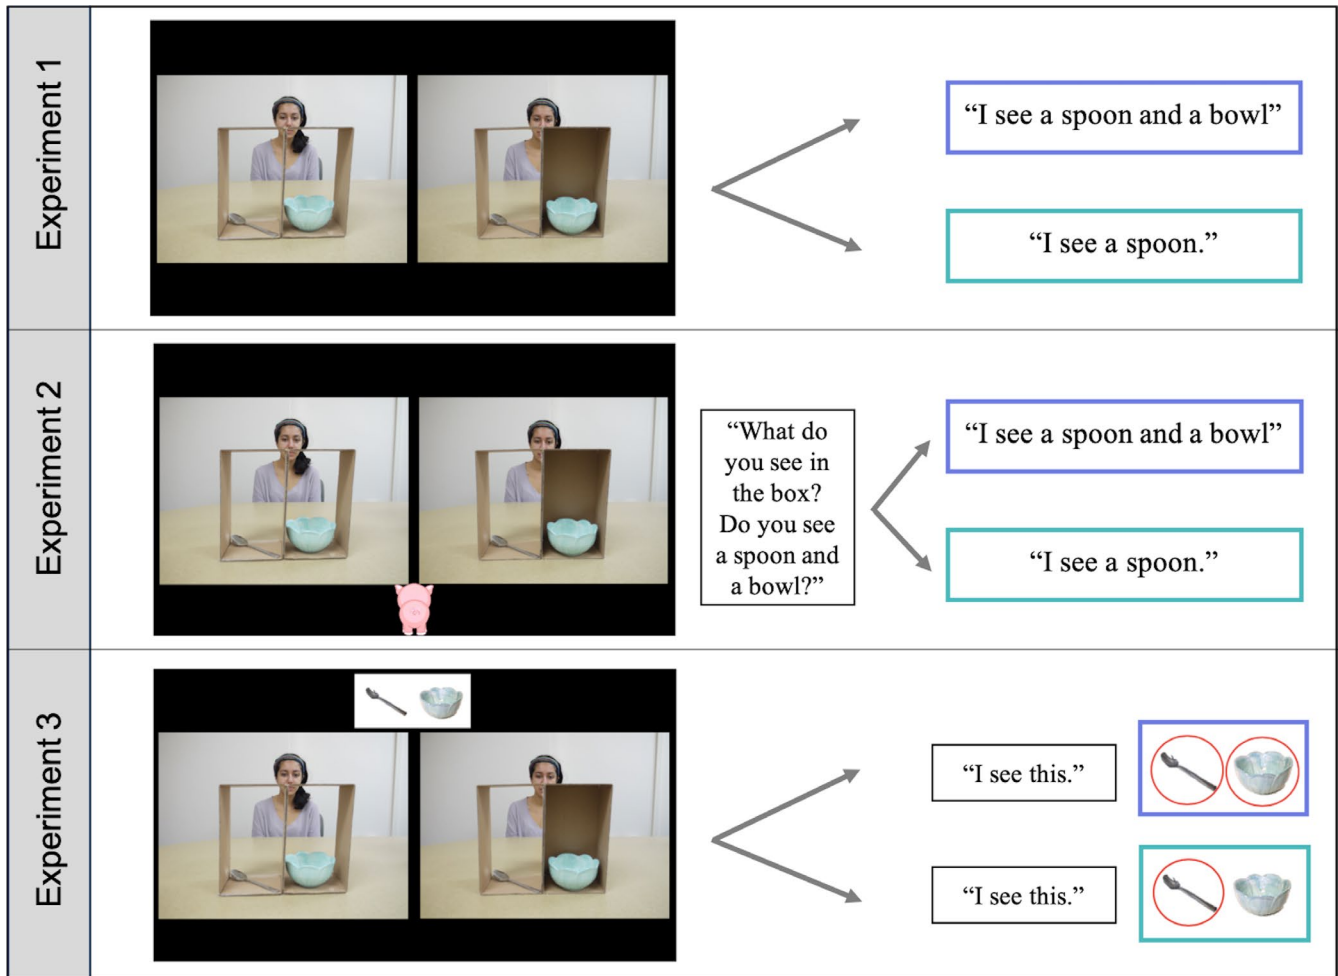 Experiment 1
“I see a spoon and a bowl”
“I see a spoon.”
Experiment 2
“What do
you see in
the box?
Do you see
a spoon and
a bowl?”
“I see a spoon and a bowl”
“I see a spoon.”
Experiment 3
“I see this.”
“I see this.”